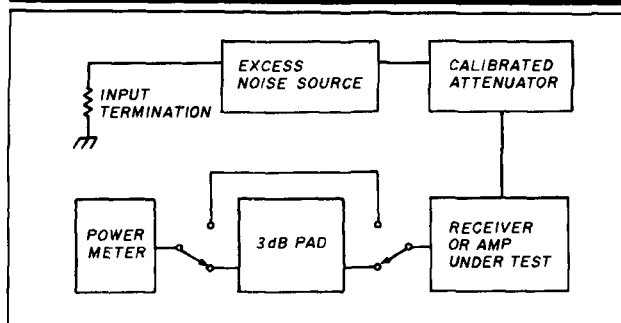 EXCESS
NOISE SOURCE
CALIBRATED
ATTENUATOR
INPUT
TERMINATION
POWER
METER
3dB PAD
RECEIVER
OR AMP
UNDER TEST